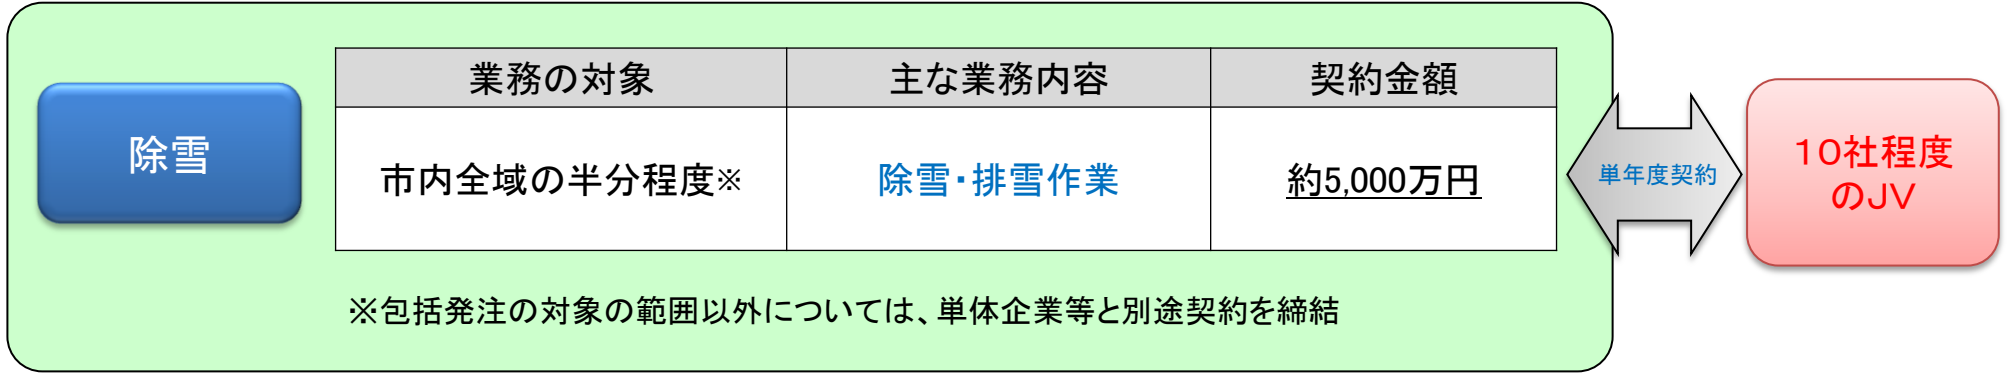 除雪
業務の対象
主な業務内容
契約金額
市内全域の半分程度※
除雪・排雪作業
約5,000万円
単年度契約
10社程度
のJV
※包括発注の対象の範囲以外については、単体企業等と別途契約を締結